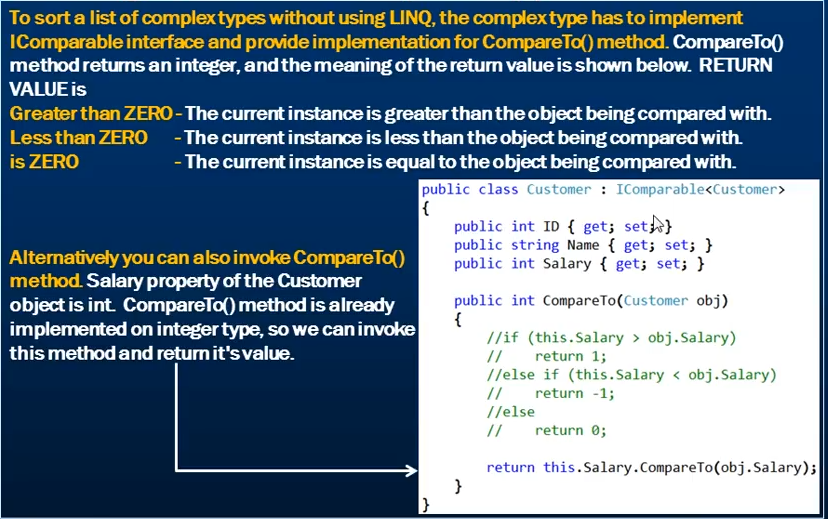 To sort a list of complex types without using LINQ, the complex type has to implement
IComparable interface and provide implementation for CompareTo() method. CompareTo()
method returns an integer, and the meaning of the return value is shown below. RETURN
VALUE is
Greater than ZERO - The current instance is greater than the object being compared with.
Less than ZERO - The current instance is less than the object being compared with.
is ZERO - The current instance is equal to the object being compared with.
Alternatively you can also invoke CompareTo()
method. Salary property of the Customer
object is int. CompareTo() method is already
implemented on integer type, so we can invoke
this method and return it's value.
public class Customer : IComparable<Customer>
{
    public int ID { get; set; }
    public string Name { get; set; }
    public int Salary { get; set; }
    public int CompareTo(Customer obj)
    {
        //if (this.Salary > obj.Salary)
        //    return 1;
        //else if (this.Salary < obj.Salary)
        //    return -1;
        //else
        //    return 0;
        return this.Salary.CompareTo(obj.Salary);
    }
}